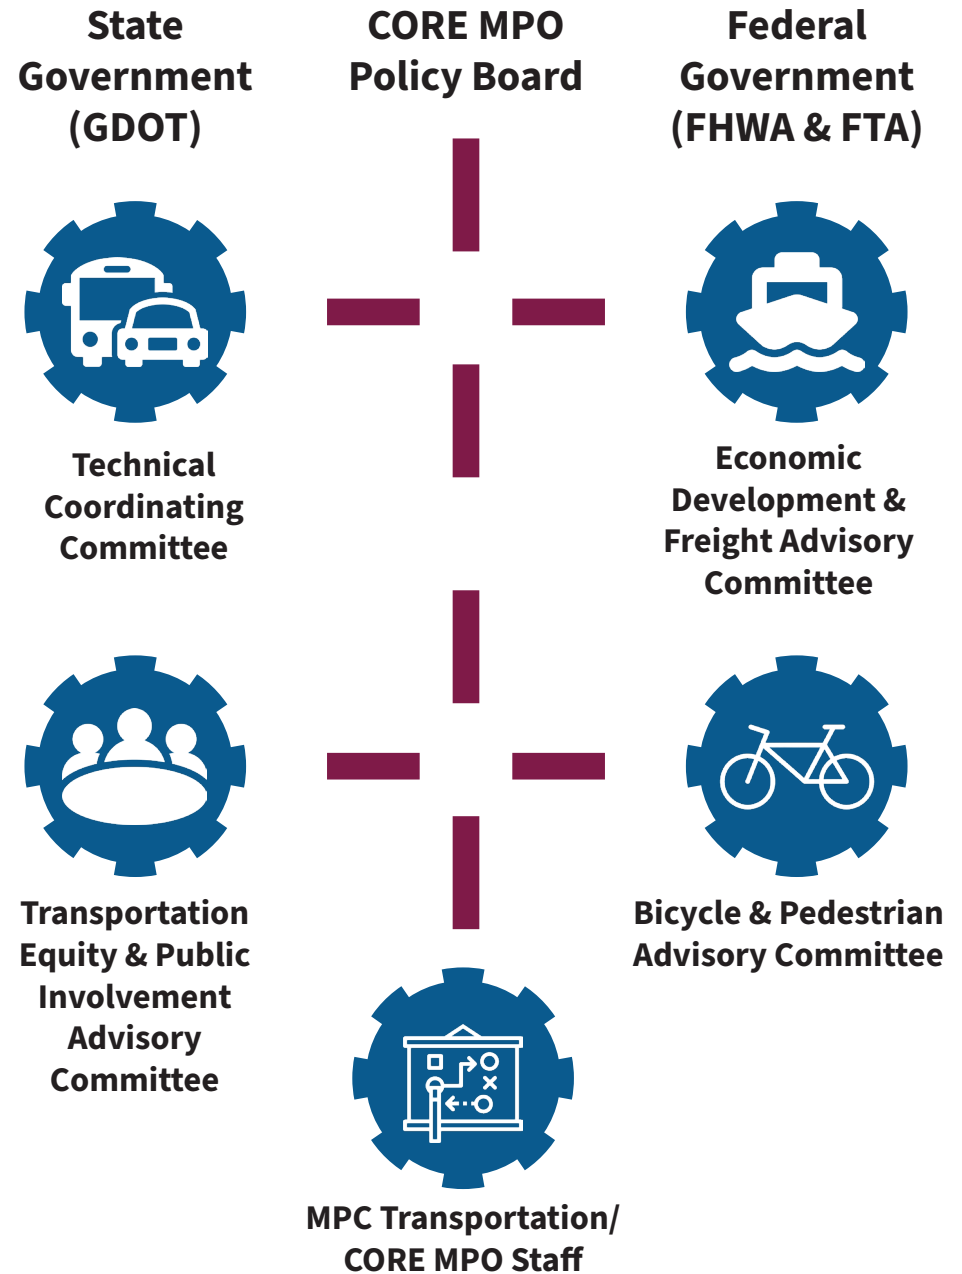 State
Government
(GDOT)
CORE MPO
Policy Board
Federal
Government
(FHWA & FTA)
Technical
Coordinating
Committee
Economic
Development &
Freight Advisory
Committee
Transportation
Equity & Public
Involvement
Advisory
Committee
Bicycle & Pedestrian
Advisory Committee
MPC Transportation/
CORE MPO Staff